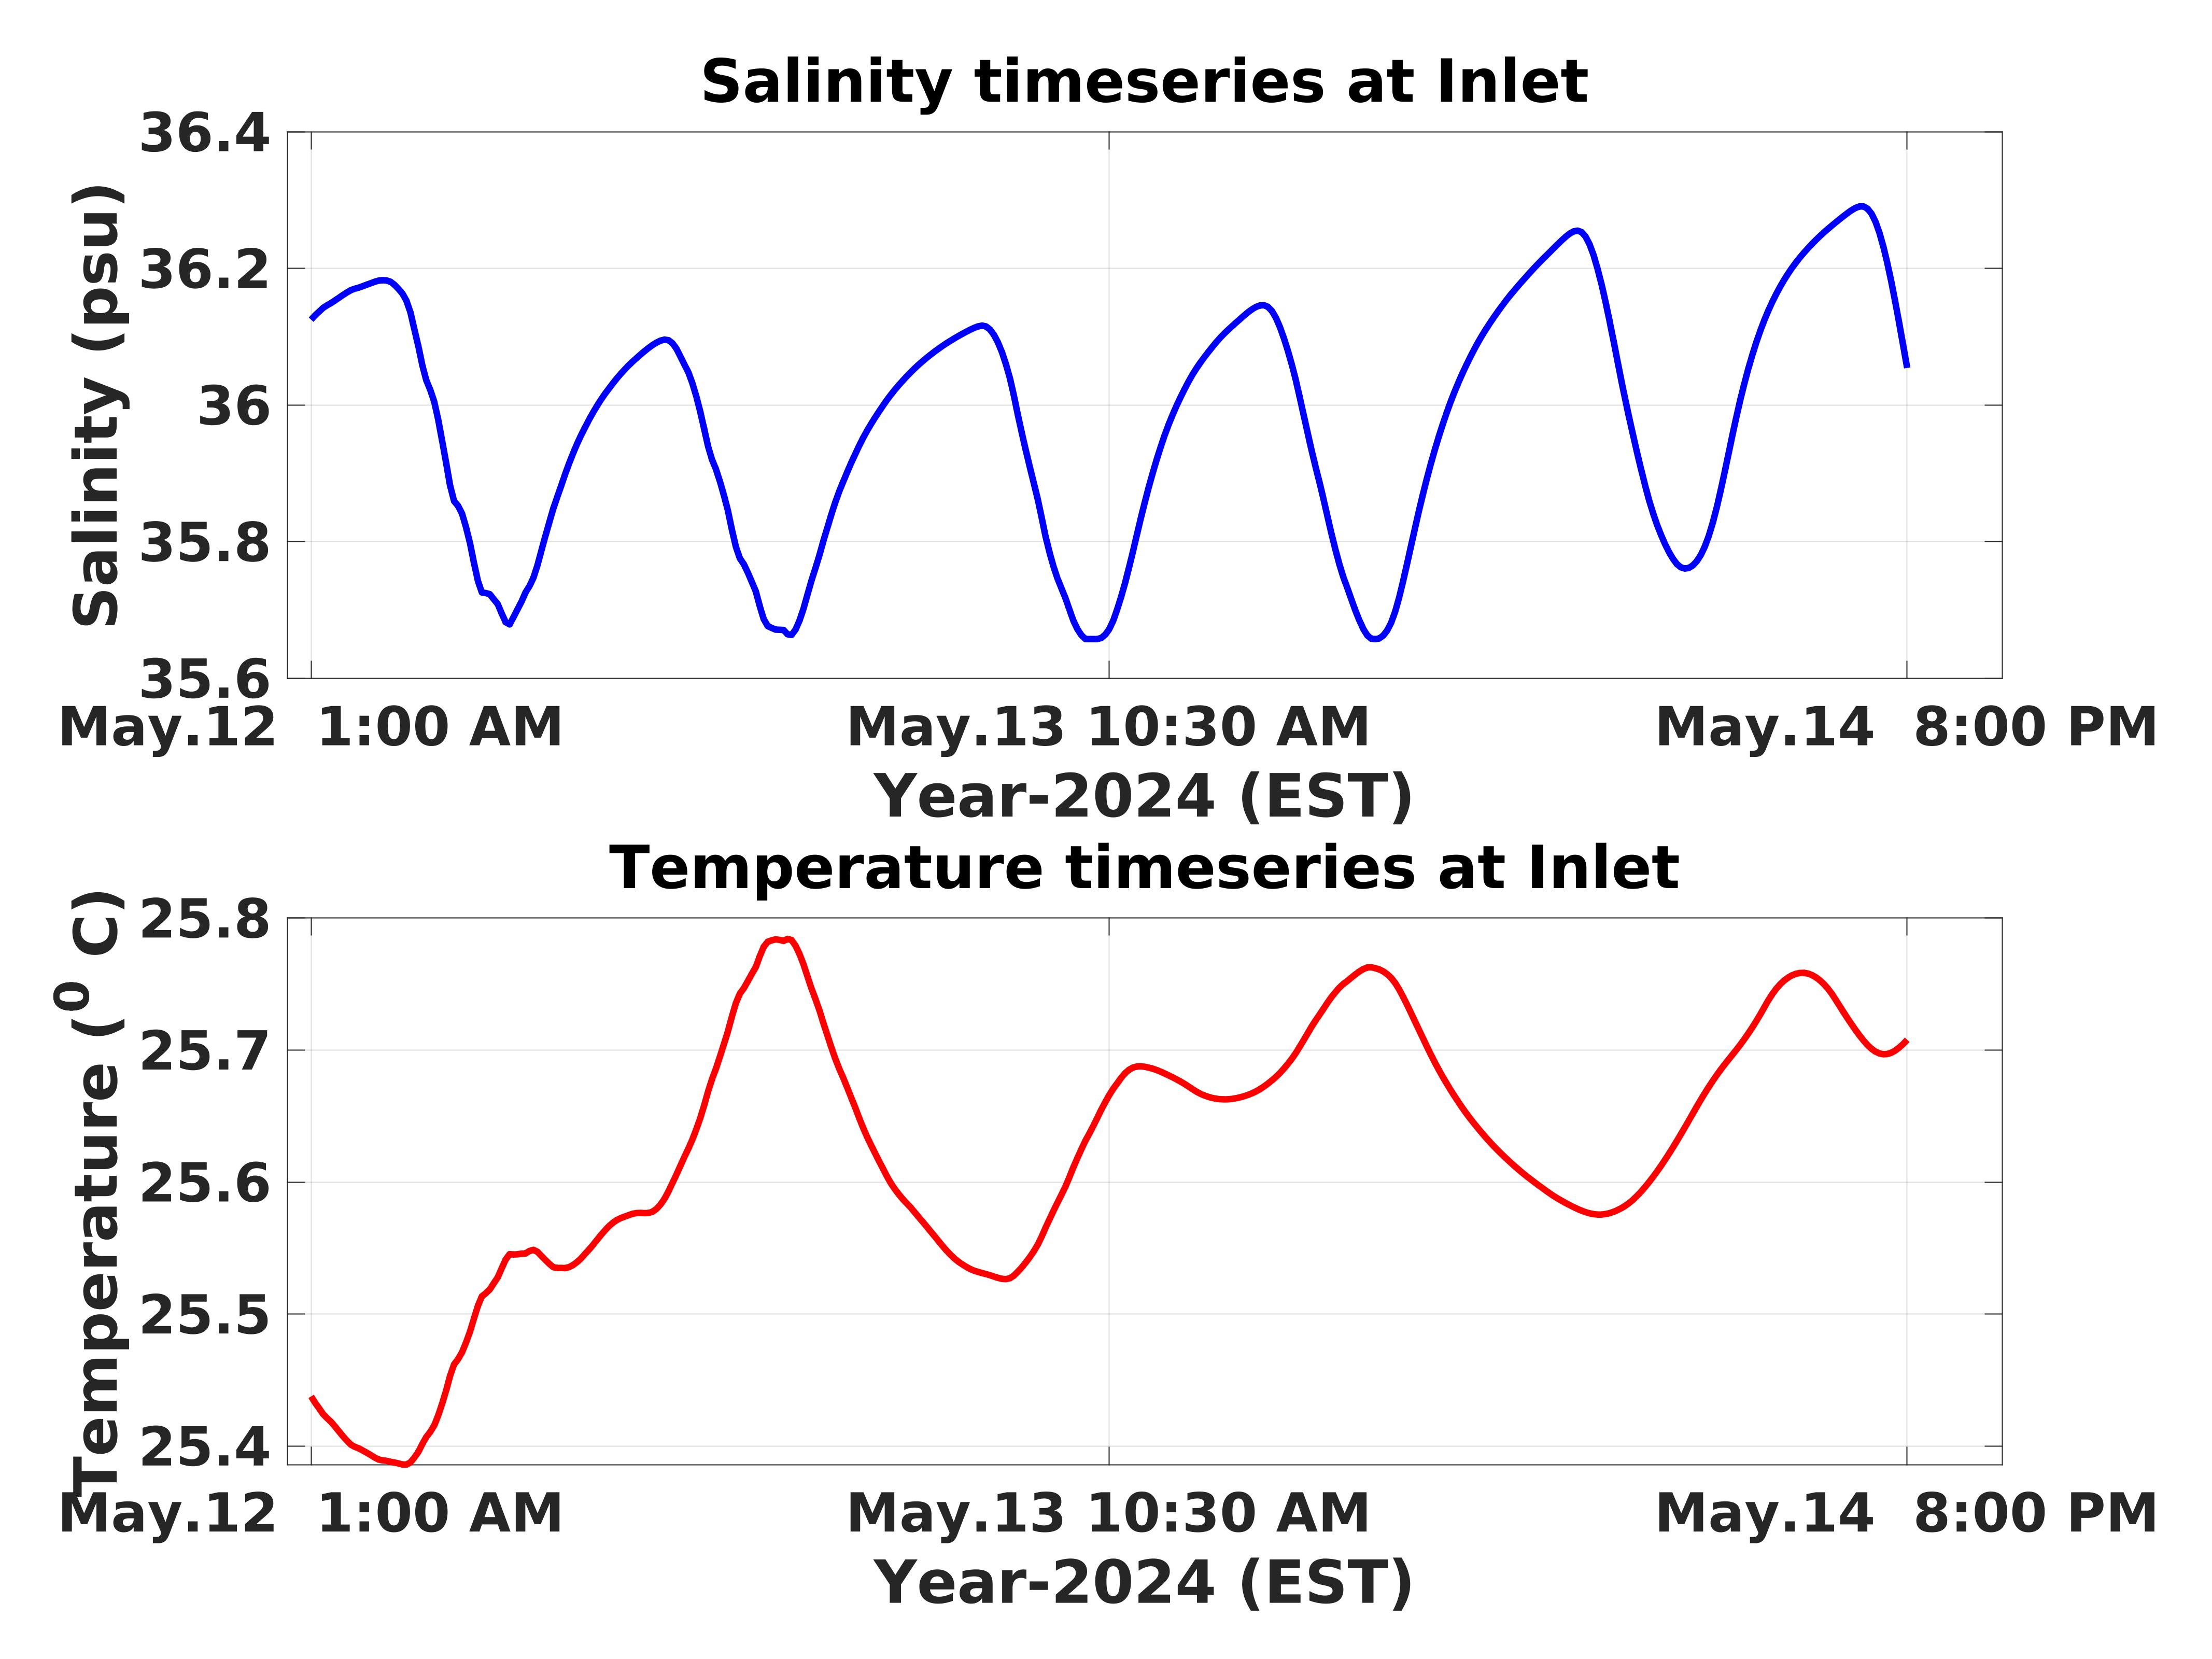 Salinity timeseries at Inlet
Salinity (psu)
36.4
36.2
36
35.8
35.6
May.12 1:00 AM
May.13 10:30 AM
May.14 8:00 PM
Year-2024 (EST)
Temperature timeseries at Inlet
Temperature (⁰ C)
25.8
25.7
25.6
25.5
25.4
May.12 1:00 AM
May.13 10:30 AM
May.14 8:00 PM
Year-2024 (EST)